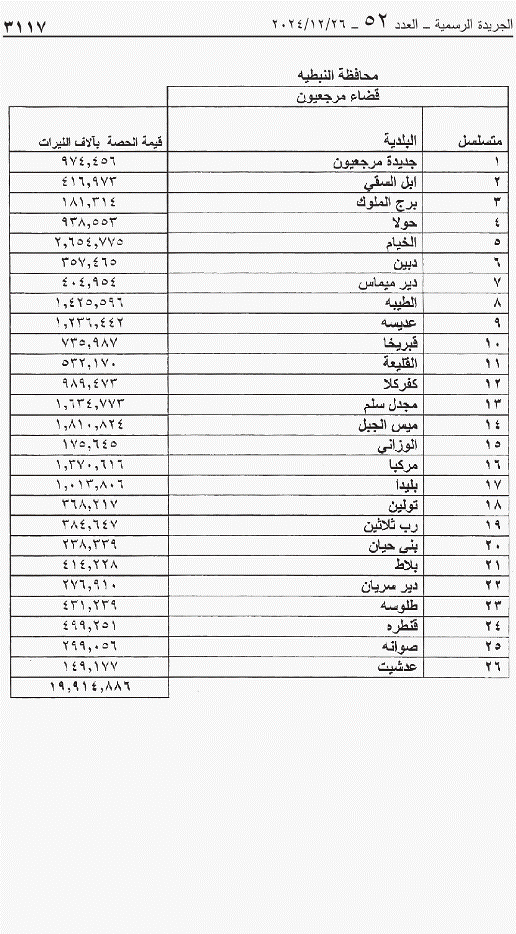 الجريدة الرسمية ــ العدد ٥٢ ــ ٢٠٢٤/١٢/٢٦ ٣١١٧
محافظة النبطيه
قضاء مرجعيون
متسلسل البلدية قيمة الحصة بآلاف الليرات
١ جديدة مرجعيون ٩٧٤,٤٥٦
٢ ابل السقي ٤١٦,٩٧٣
٣ برج الملوك ١٨١,٣١٤
٤ حولا ٩٣٨,٥٥٣
٥ الخيام ٢,٦٥٤,٧٧٥
٦ دبين ٣٥٧,٤٦٥
٧ دير ميماس ٤٠٤,٩٥٤
٨ الطيبه ١,٤٢٥,٥٩٦
٩ عديسه ١,٢٣٦,٤٤٢
١٠ قبريخا ٧٣٥,٩٨٧
١١ القليعة ٥٣٢,١٧٠
١٢ كفركلا ٩٨٩,٤٧٣
١٣ مجدل سلم ١,٦٣٤,٧٧٣
١٤ ميس الجبل ١,٨١٠,٨٢٤
١٥ الوزاني ١٧٥,٦٤٥
١٦ مركبا ١,٣٧٠,٦١٦
١٧ بليدا ١,٠١٣,٨٠٦
١٨ تولين ٣٦٨,٢١٧
١٩ رب ثلاثين ٣٨٤,٦٤٧
٢٠ بني حيان ٢٣٨,٣٣٩
٢١ بلاط ٤١٤,٢٢٨
٢٢ دير سريان ٢٧٦,٩١٠
٢٣ طلوسه ٤٣١,٢٣٩
٢٤ قنطره ٤٩٩,٢٥١
٢٥ صوانه ٢٩٩,٠٥٦
٢٦ عدشيت ١٤٩,١٧٧
١٩,٩١٤,٨٨٦